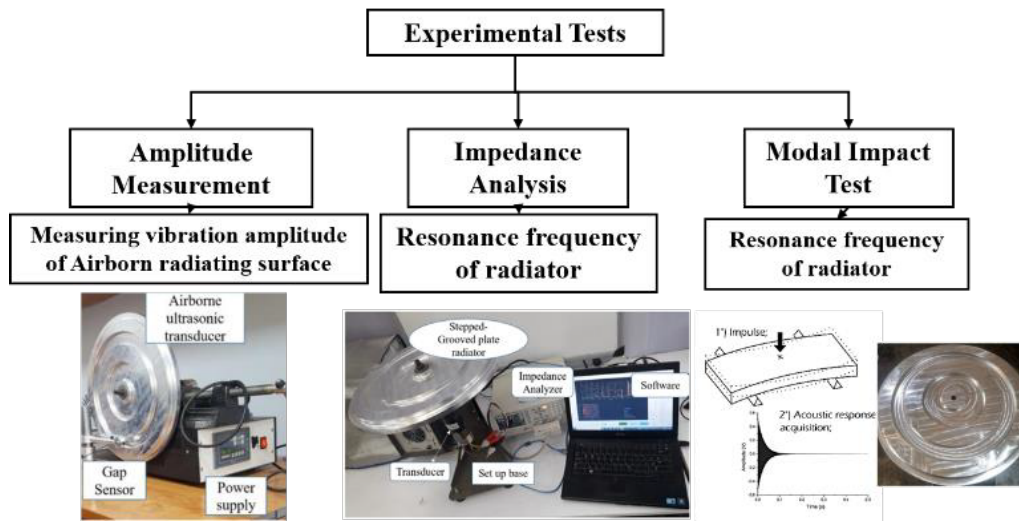 Experimental Tests
Amplitude
Measurement
Impedance
Analysis
Modal Impact
Test
Measuring vibration amplitude
of Airborn radiating surface
Resonance frequency
of radiator
Resonance frequency
of radiator
Airborne
ultrasonic
transducer
Gap
Sensor
Power
supply
Stepped-
Grooved plate
radiator
Impedance
Analyzer
Software
Transducer
Set up base
1°) Impulse;
2°) Acoustic response
acquisition;
Amplitude (V)
Time (s)